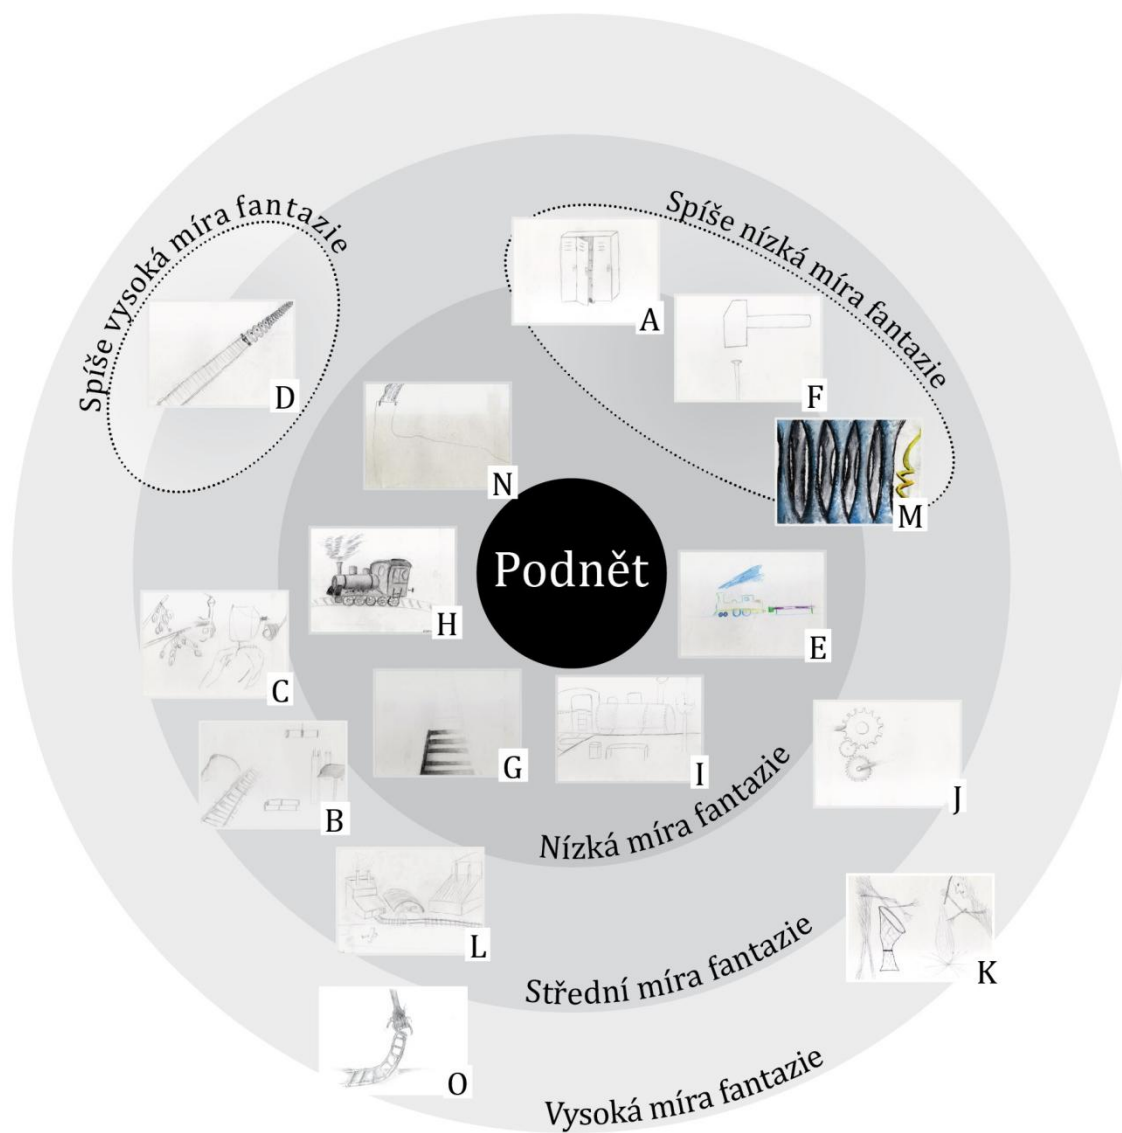 Spíše vysoká míra fantazie
Spíše nízká míra fantazie
A
F
D
N
M
Podnět
H
E
C
G
I
J
B
Nízká míra fantazie
L
K
Střední míra fantazie
O
Vysoká míra fantazie